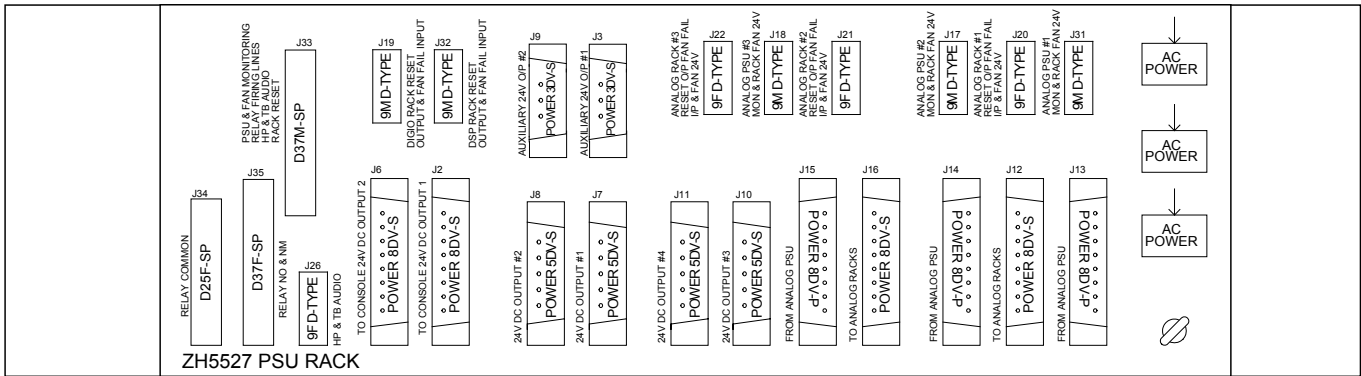 J33
PSU & FAN MONITORING
RELAY FIRING LINES
HP & TB AUDIO
RACK RESET
D37M-SP
J19
9M D-TYPE
DIGIO RACK RESET
OUTPUT & FAN FAIL INPUT
J32
9M D-TYPE
DSP RACK RESET
OUTPUT & FAN FAIL INPUT
J9
AUXILIARY 24V O/P #2
POWER 3DV-S
J3
AUXILIARY 24V O/P #1
POWER 3DV-S
ANALOG RACK #3
RESET O/P FAN FAIL
I/P & FAN 24V
J22
9F D-TYPE
ANALOG PSU #3
MON & RACK FAN 24V
J18
9M D-TYPE
ANALOG RACK #2
RESET O/P FAN FAIL
I/P & FAN 24V
J21
9F D-TYPE
ANALOG PSU #2
MON & RACK FAN 24V
J17
9M D-TYPE
ANALOG RACK #1
RESET O/P FAN FAIL
I/P & FAN 24V
J20
9F D-TYPE
ANALOG PSU #1
MON & RACK FAN 24V
J31
9M D-TYPE
AC
POWER
AC
POWER
AC
POWER
J34
RELAY COMMON
D25F-SP
J35
D37F-SP
RELAY NO & NM
J26
9F D-TYPE
HP & TB AUDIO
J6
TO CONSOLE 24V DC OUTPUT 2
POWER 8DV-S
J2
TO CONSOLE 24V DC OUTPUT 1
POWER 8DV-S
J8
24V DC OUTPUT #2
POWER 5DV-S
J7
24V DC OUTPUT #1
POWER 5DV-S
J11
24V DC OUTPUT #4
POWER 5DV-S
J10
24V DC OUTPUT #3
POWER 5DV-S
J15
FROM ANALOG PSU
POWER 8DV-P
J16
TO ANALOG RACKS
POWER 8DV-S
J14
FROM ANALOG PSU
POWER 8DV-P
J12
TO ANALOG RACKS
POWER 8DV-S
J13
FROM ANALOG PSU
POWER 8DV-P
ZH5527 PSU RACK